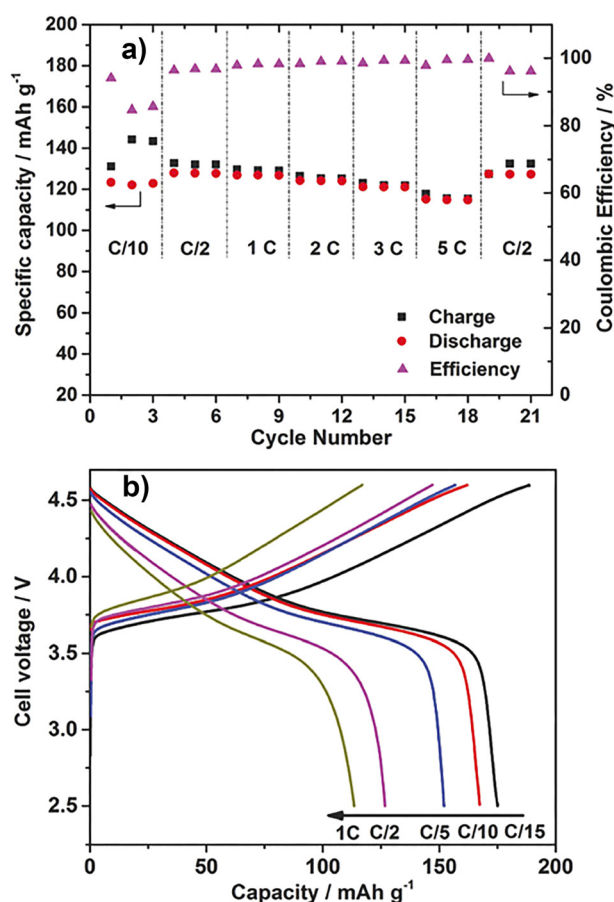 a)
200
180
160
140
120
100
80
60
40
20
Specific capacity / mAh g⁻¹
100
80
60
40
20
0
Coulombic Efficiency / %
C/10 C/2 1 C 2 C 3 C 5 C C/2
Charge
Discharge
Efficiency
0 3 6 9 12 15 18 21
Cycle Number
b)
4.5
4.0
3.5
3.0
2.5
Cell voltage / V
1C C/2 C/5 C/10 C/15
0 50 100 150 200
Capacity / mAh g⁻¹